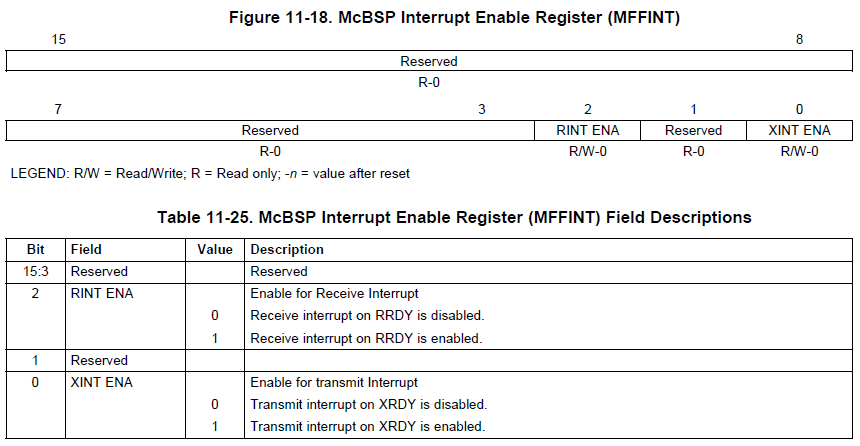 Figure 11-18. McBSP Interrupt Enable Register (MFFINT)
15 8
Reserved
R-0
7 3 2 1 0
Reserved RINT ENA Reserved XINT ENA
R-0 R/W-0 R-0 R/W-0
LEGEND: R/W = Read/Write; R = Read only; -n = value after reset
Table 11-25. McBSP Interrupt Enable Register (MFFINT) Field Descriptions
Bit Field Value Description
15:3 Reserved Reserved
2 RINT ENA Enable for Receive Interrupt
0 Receive interrupt on RRDY is disabled.
1 Receive interrupt on RRDY is enabled.
1 Reserved
0 XINT ENA Enable for transmit Interrupt
0 Transmit interrupt on XRDY is disabled.
1 Transmit interrupt on XRDY is enabled.